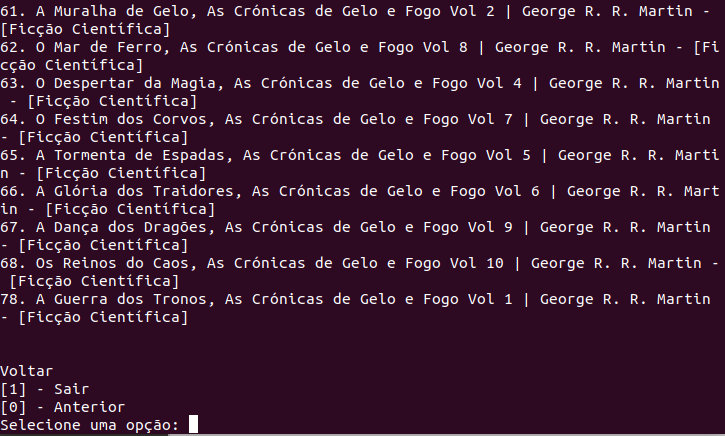 61. A Muralha de Gelo, As Crónicas de Gelo e Fogo Vol 2 | George R. R. Martin -
[Ficção Científica]
62. O Mar de Ferro, As Crónicas de Gelo e Fogo Vol 8 | George R. R. Martin - [Fi
cção Científica]
63. O Despertar da Magia, As Crónicas de Gelo e Fogo Vol 4 | George R. R. Martin
 - [Ficção Científica]
64. O Festim dos Corvos, As Crónicas de Gelo e Fogo Vol 7 | George R. R. Martin
- [Ficção Científica]
65. A Tormenta de Espadas, As Crónicas de Gelo e Fogo Vol 5 | George R. R. Marti
n - [Ficção Científica]
66. A Glória dos Traidores, As Crónicas de Gelo e Fogo Vol 6 | George R. R. Mart
in - [Ficção Científica]
67. A Dança dos Dragões, As Crónicas de Gelo e Fogo Vol 9 | George R. R. Martin
- [Ficção Científica]
68. Os Reinos do Caos, As Crónicas de Gelo e Fogo Vol 10 | George R. R. Martin -
 [Ficção Científica]
78. A Guerra dos Tronos, As Crónicas de Gelo e Fogo Vol 1 | George R. R. Martin
- [Ficção Científica]
Voltar
[1] - Sair
[0] - Anterior
Selecione uma opção: